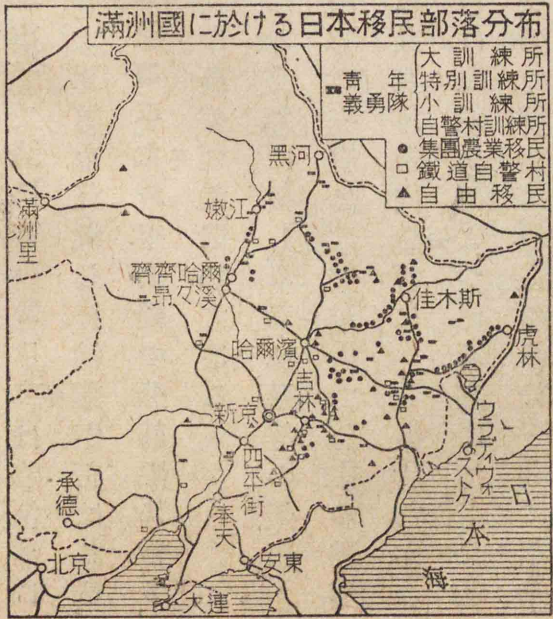 滿洲國に於ける日本移民部落分布
靑年義勇隊
大訓練所
特別訓練所
小訓練所
自警村訓練所
集團農業移民
鐵道自警村
自由移民
黑河
滿洲里
嫩江
齊齊哈爾
昂々溪
佳木斯
哈爾濱
虎林
吉林
新京
ウラディウォストク
四平街
承德
奉天
日本海
北京
安東
大連